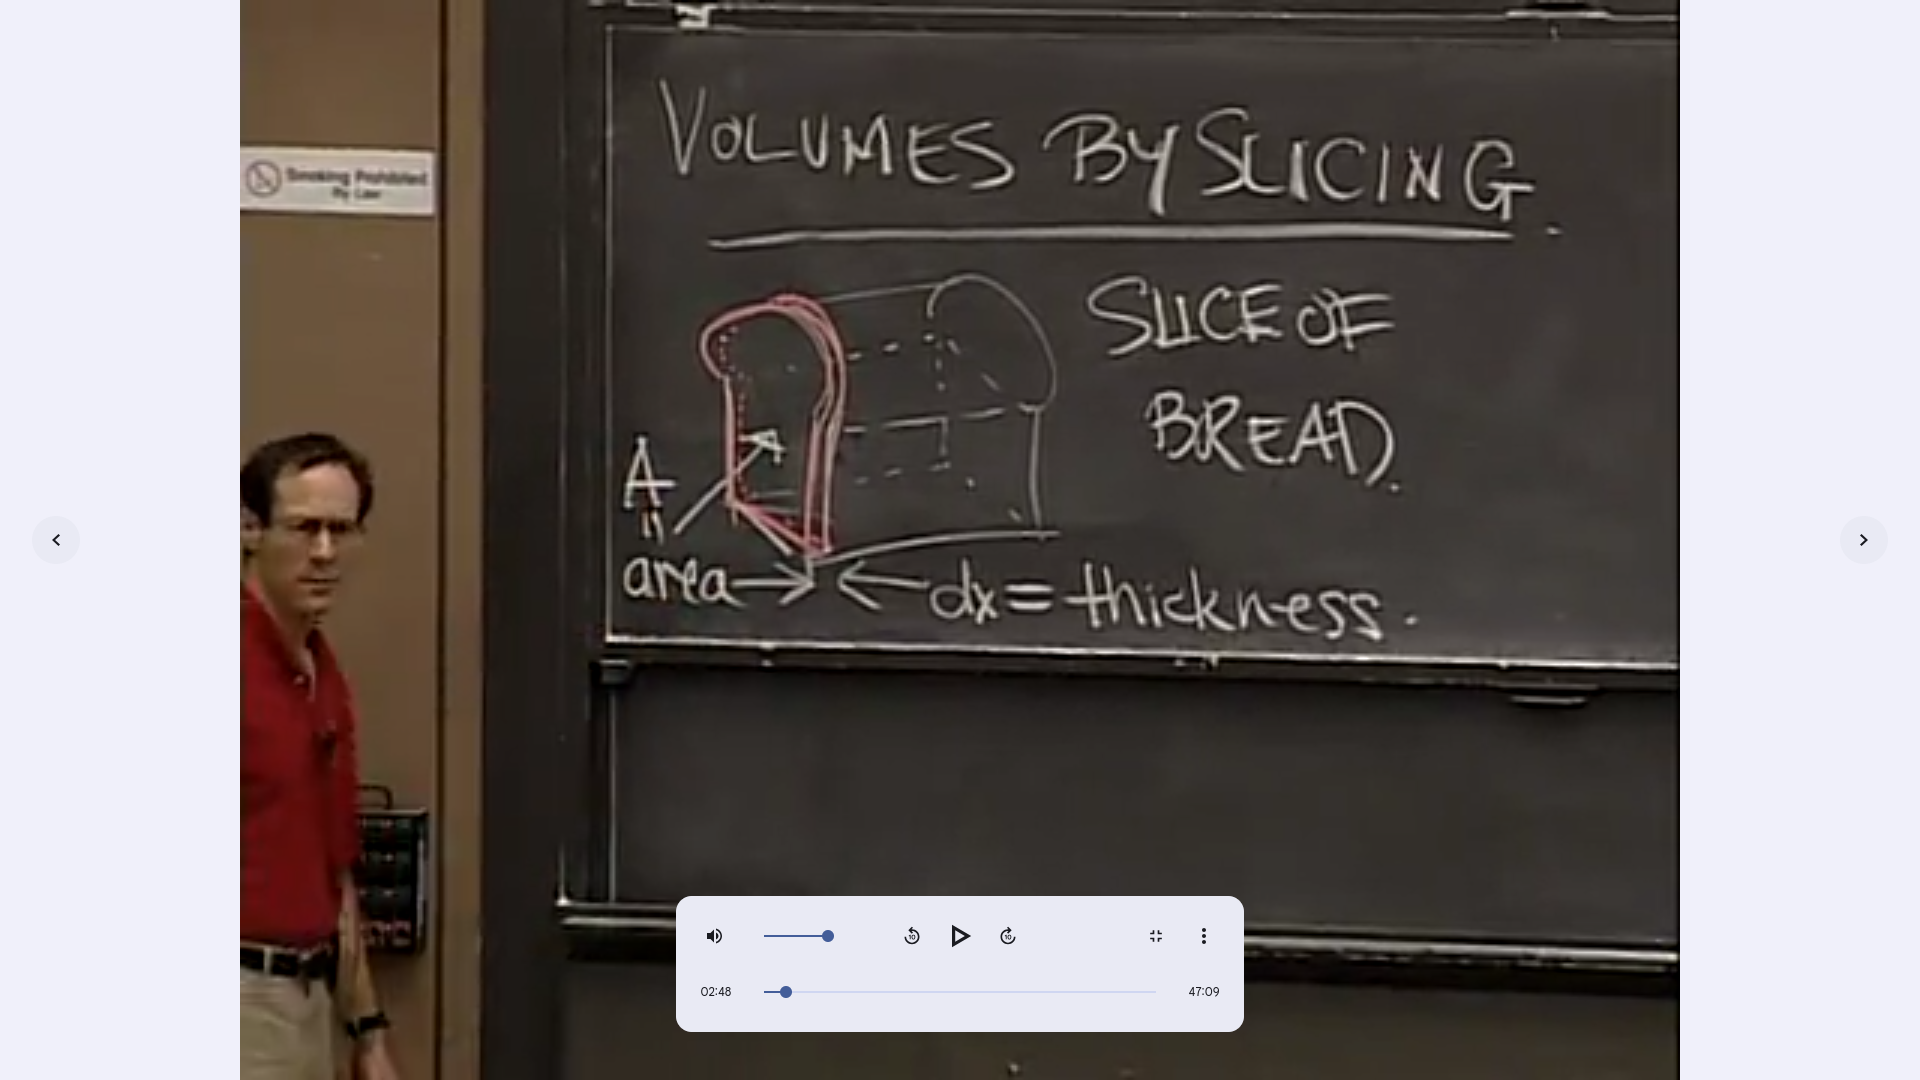 Smoking Prohibited
By Law
VOLUMES BY SLICING
SLICE OF
BREAD.
A
"
area
dx = thickness.
10
10
02:48
47:09